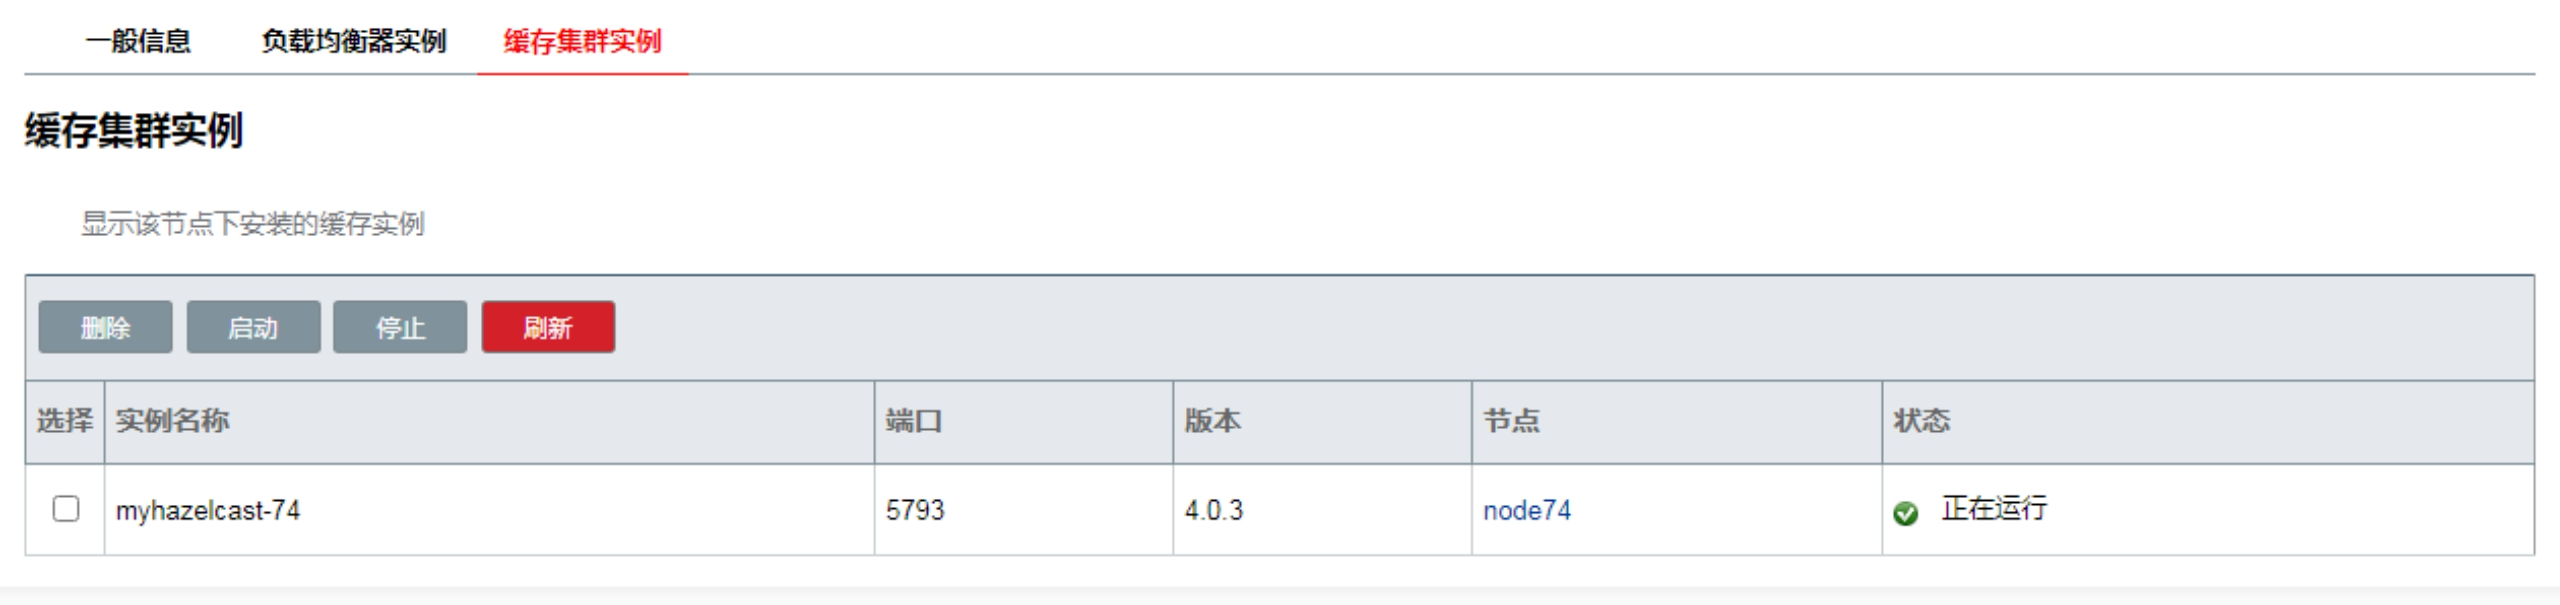 一般信息 负载均衡器实例 缓存集群实例
缓存集群实例
显示该节点下安装的缓存实例
删除 启动 停止 刷新
选择 实例名称 端口 版本 节点 状态
myhazelcast-74 5793 4.0.3 node74 正在运行